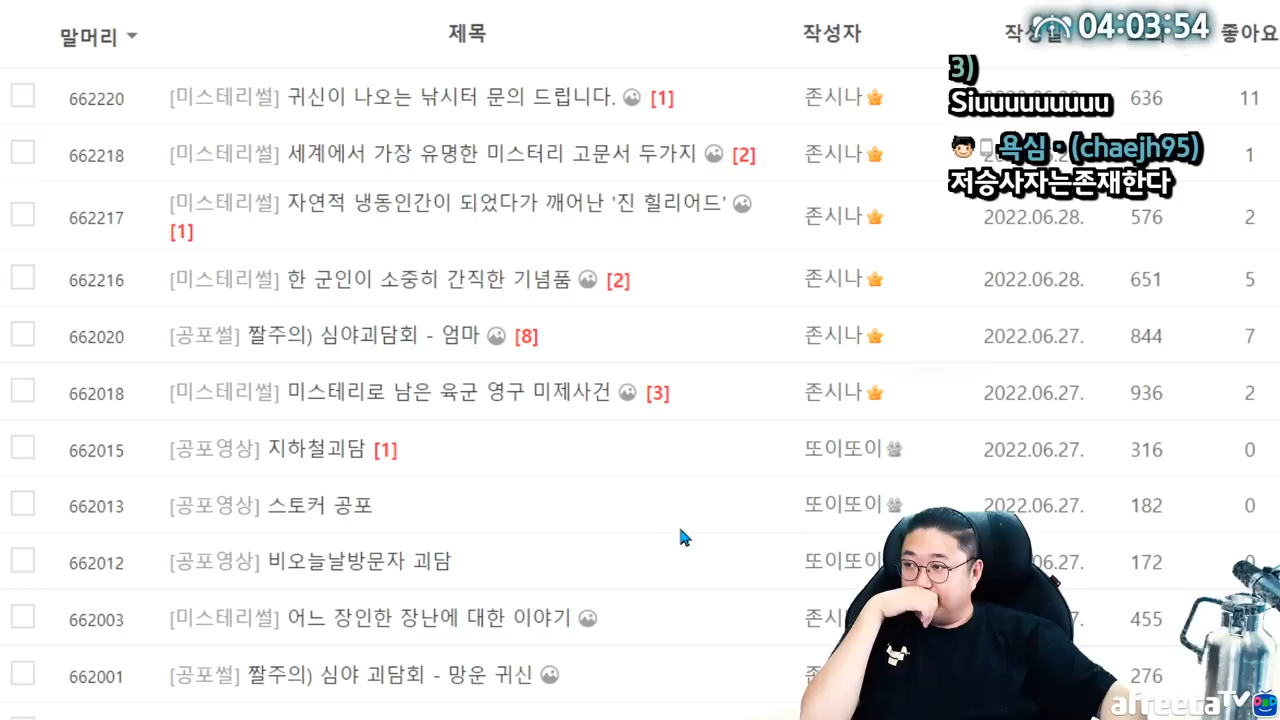 말머리 제목 작성자 좋아요
04:03:54
662220 [미스테리썰] 귀신이 나오는 낚시터 문의 드립니다. [1] 존시나 636 11
3)
Siuuuuuuuuu
662218 [미스테리썰] 세계에서 가장 유명한 미스터리 고문서 두가지 [2] 존시나 1
욕심·(chaejh95)
저승사자는존재한다
662217 [미스테리썰] 자연적 냉동인간이 되었다가 깨어난 '진 힐리어드' 존시나 2022.06.28. 576 2
[1]
662216 [미스테리썰] 한 군인이 소중히 간직한 기념품 [2] 존시나 2022.06.28. 651 5
662020 [공포썰] 짤주의) 심야괴담회 - 엄마 [8] 존시나 2022.06.27. 844 7
662018 [미스테리썰] 미스테리로 남은 육군 영구 미제사건 [3] 존시나 2022.06.27. 936 2
662015 [공포영상] 지하철괴담 [1] 또이또이 2022.06.27. 316 0
662013 [공포영상] 스토커 공포 또이또이 2022.06.27. 182 0
662012 [공포영상] 비오늘날방문자 괴담 또이또이 06.27. 172
662003 [미스테리썰] 어느 장인한 장난에 대한 이야기 존시 455
662001 [공포썰] 짤주의) 심야 괴담회 - 망운 귀신 276
afreecaTV